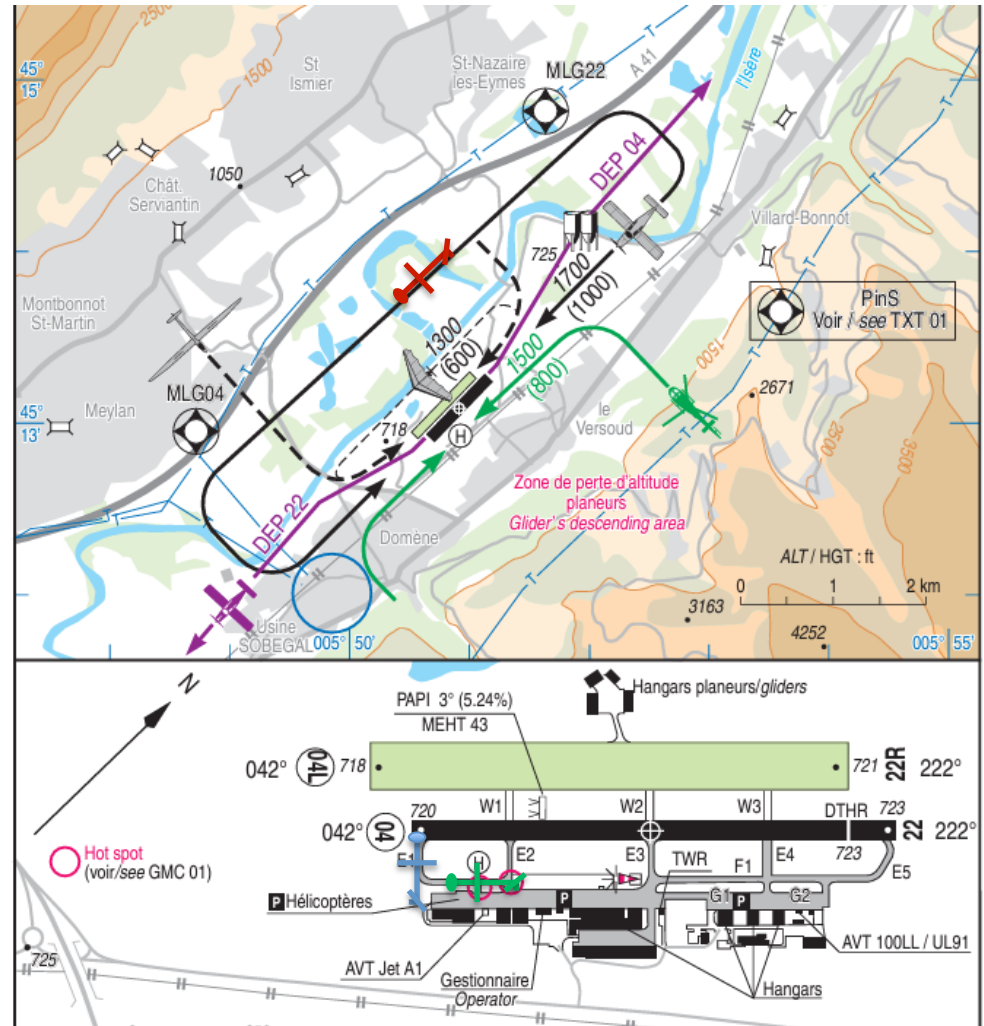 2500
1500
45°
15'
St
Ismier
St-Nazaire
les-Eymes
MLG22
A 41
l'Isère
1050
Chât.
Serviantin
DEP 04
Villard-Bonnot
725
1700
(1000)
PinS
Voir / see TXT 01
Montbonnot
St-Martin
1300
(600)
1500
(800)
1500
2671
2500
3500
MLG04
Meylan
45°
13'
718
H
le
Versoud
Zone de perte d'altitude
planeurs
Glider's descending area
DEP 22
Domène
ALT / HGT : ft
0 1 2 km
3163
4252
Usine
SOBEGAL
005° 50'
005° 55'
N
PAPI 3° (5.24%)
MEHT 43
Hangars planeurs/gliders
042° 04L 718
721 22R 222°
W1 W2 W3
720
DTHR 723
042° 04
22 222°
723
Hot spot
(voir/see GMC 01)
E1 H E2 E3 TWR F1 E4 E5
P Hélicoptères
P
G1 P G2
AVT Jet A1
Gestionnaire
Operator
AVT 100LL / UL91
Hangars
725